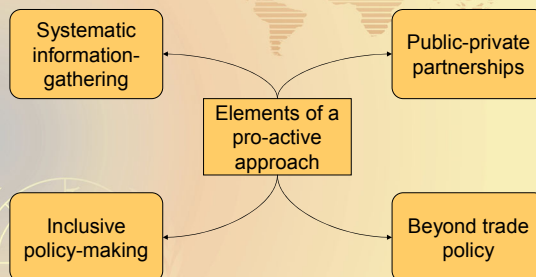 Systematic
information-
gathering
Public-private
partnerships
Elements of a
pro-active
approach
Inclusive
policy-making
Beyond trade
policy